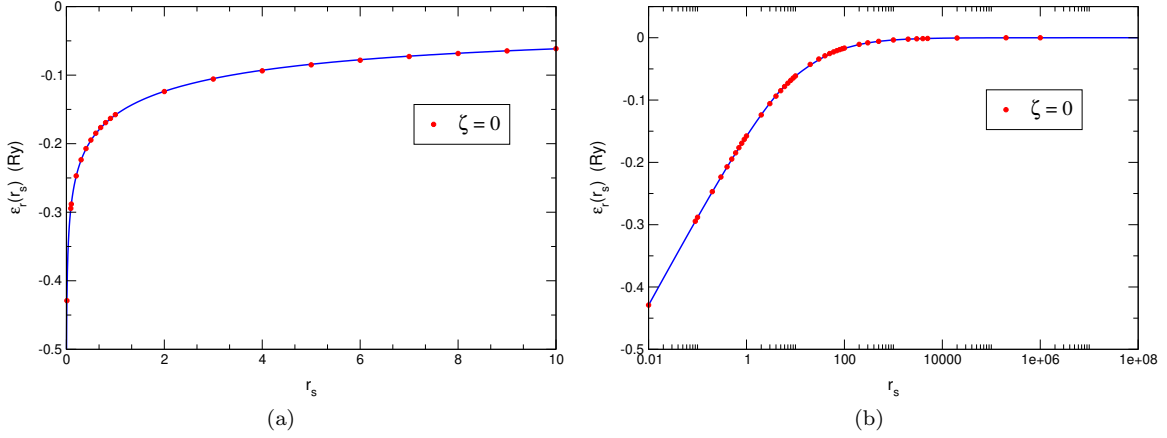 0
-0.1
-0.2
-0.3
-0.4
-0.5
0 2 4 6 8 10
r_s
ε_r(r_s) (Ry)
ζ = 0
(a)
0
-0.1
-0.2
-0.3
-0.4
-0.5
0.01 1 100 10000 1e+06 1e+08
r_s
ε_r(r_s) (Ry)
ζ = 0
(b)